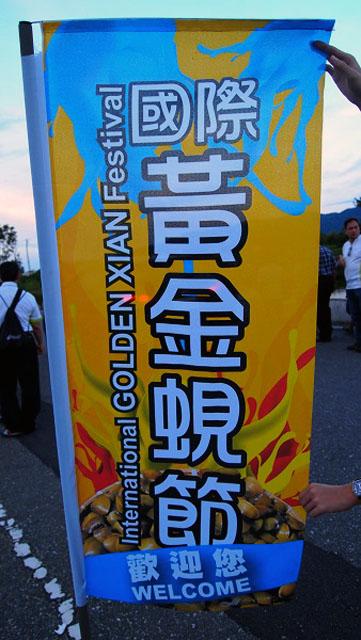 國際
黃金蜆節
International GOLDEN XIAN Festival
歡迎您
WELCOME